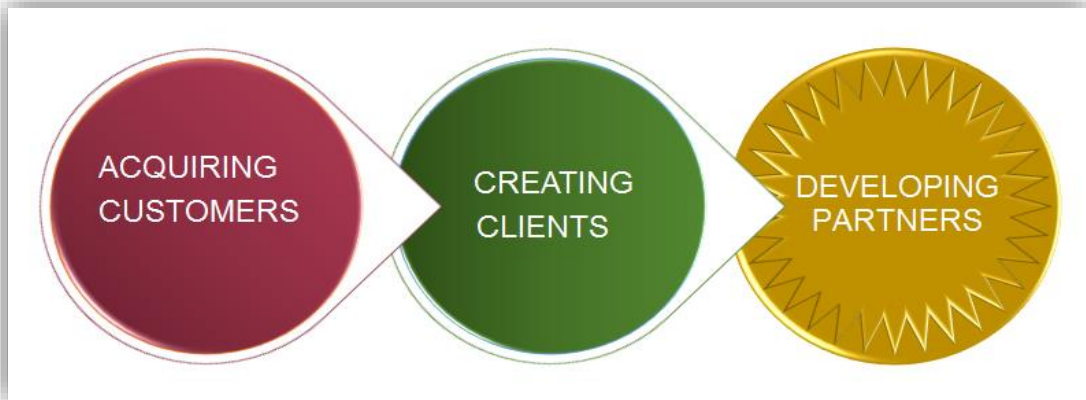 ACQUIRING
CUSTOMERS
CREATING
CLIENTS
DEVELOPING
PARTNERS